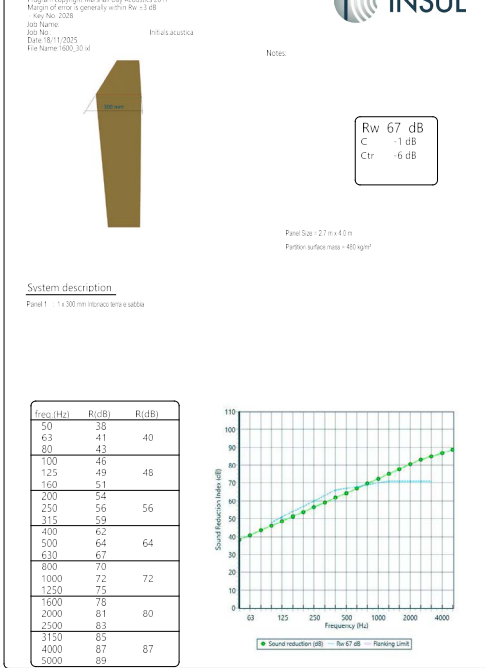 Program copyright Marshall Day Acoustics 2017
Margin of error is generally within Rw ±3 dB
- Key No. 2028
Job Name:
Job No.: Initials:acustica
Date:18/11/2025
File Name:1600_30.ixl
INSUL
Notes:
300 mm
Rw 67 dB
C -1 dB
Ctr -6 dB
Panel Size = 2.7 m x 4.0 m
Partition surface mass = 480 kg/m²
System description
Panel 1 : 1 x 300 mm Intonaco terra e sabbia
freq.(Hz) R(dB) R(dB)
50 38
63 41 40
80 43
100 46
125 49 48
160 51
200 54
250 56 56
315 59
400 62
500 64 64
630 67
800 70
1000 72 72
1250 75
1600 78
2000 81 80
2500 83
3150 85
4000 87 87
5000 89
Sound Reduction Index (dB)
110
100
90
80
70
60
50
40
30
20
10
0
63 125 250 500 1000 2000 4000
Frequency (Hz)
Sound reduction (dB) Rw 67 dB Flanking Limit